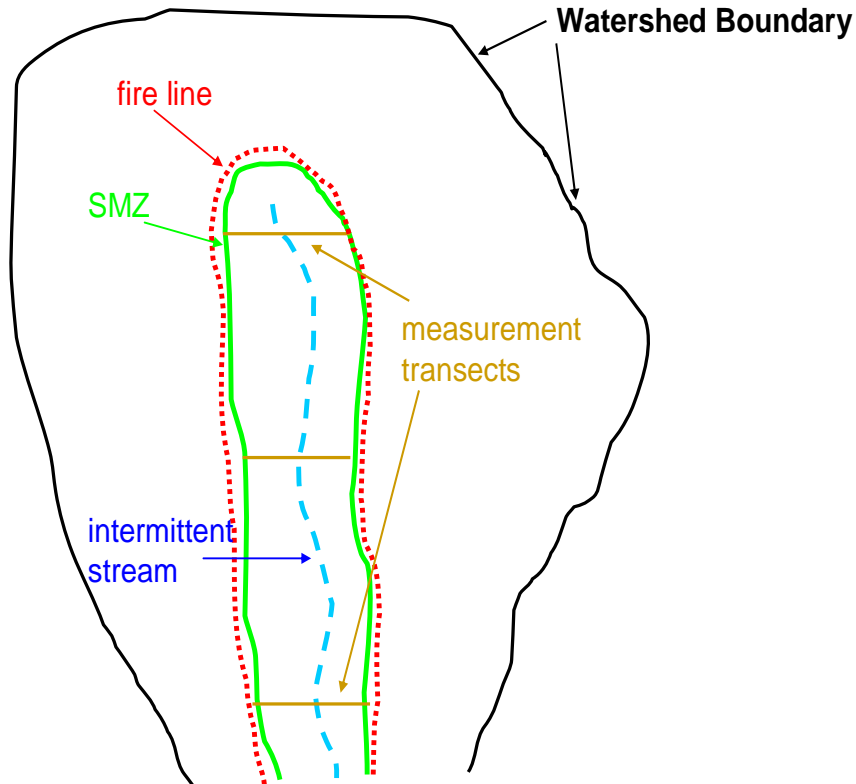 Watershed Boundary
fire line
SMZ
measurement
transects
intermittent
stream